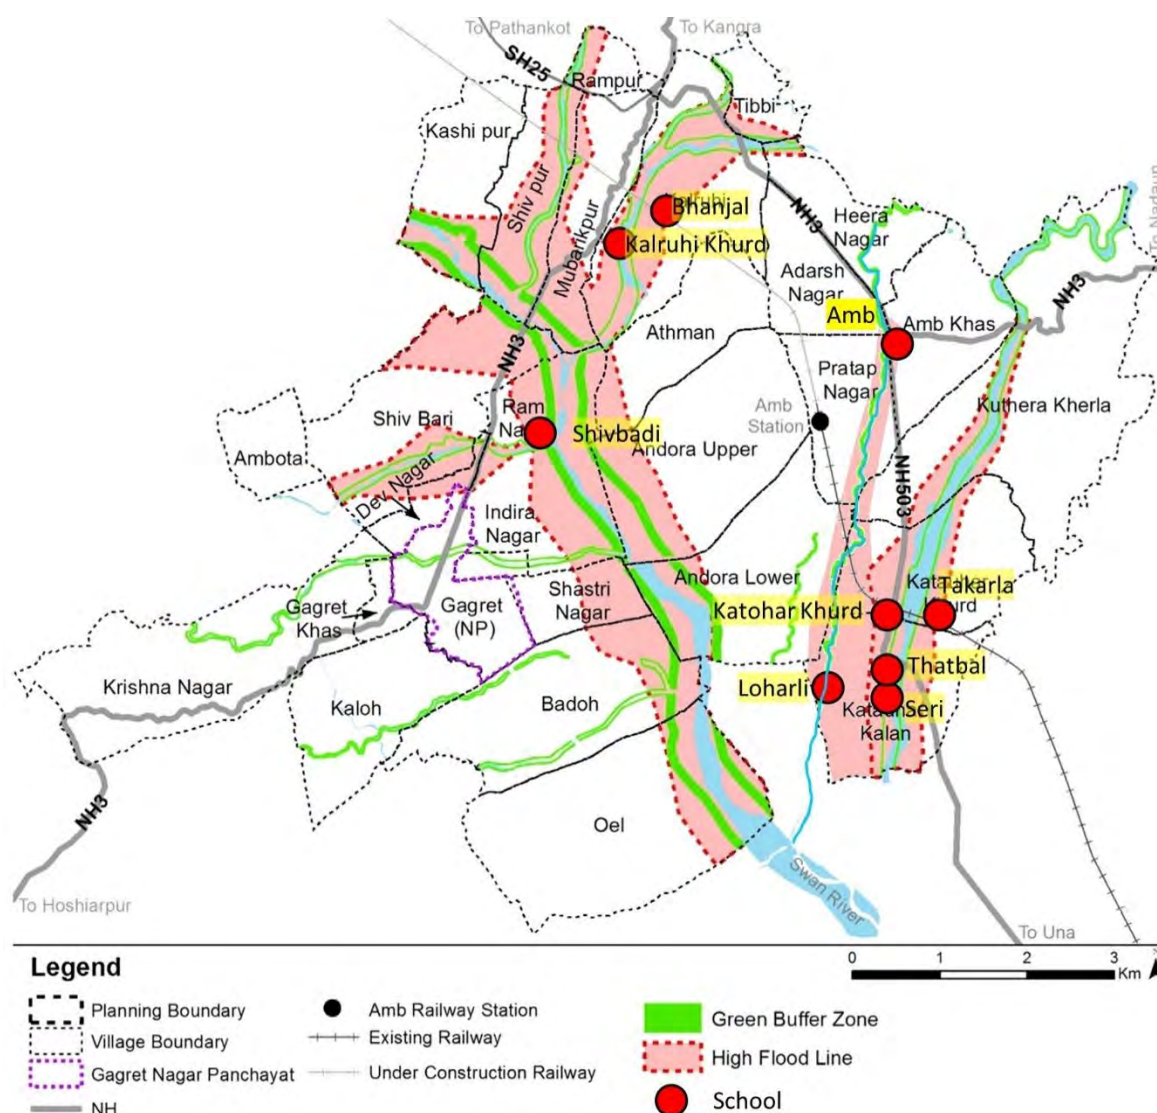 To Pathankot
To Kangra
SH25
Rampur
Tibbi
Kashi pur
Shiv pur
Mubarikpur
Bhanjal
Kalruhi Khurd
NH3
Heera
Nagar
To Nadaun
Adarsh
Nagar
Amb
Amb Khas
NH3
Athman
Pratap
Nagar
NH3
Shiv Bari
Ram
Shivbadi
Amb
Station
Kuthera Kherla
Ambota
Andora Upper
Dev Nagar
NH503
Indira
Nagar
Andora Lower
Shastri
Nagar
Gagret
Khas
Gagret
(NP)
Katohar Khurd
Takarla
Thatbal
Loharli
Seri
Kalan
Krishna Nagar
Kaloh
Badoh
NH3
Oel
Swan River
To Hoshiarpur
To Una
Legend
0 1 2 3
Km
Planning Boundary
Village Boundary
Gagret Nagar Panchayat
NH
Amb Railway Station
Existing Railway
Under Construction Railway
Green Buffer Zone
High Flood Line
School